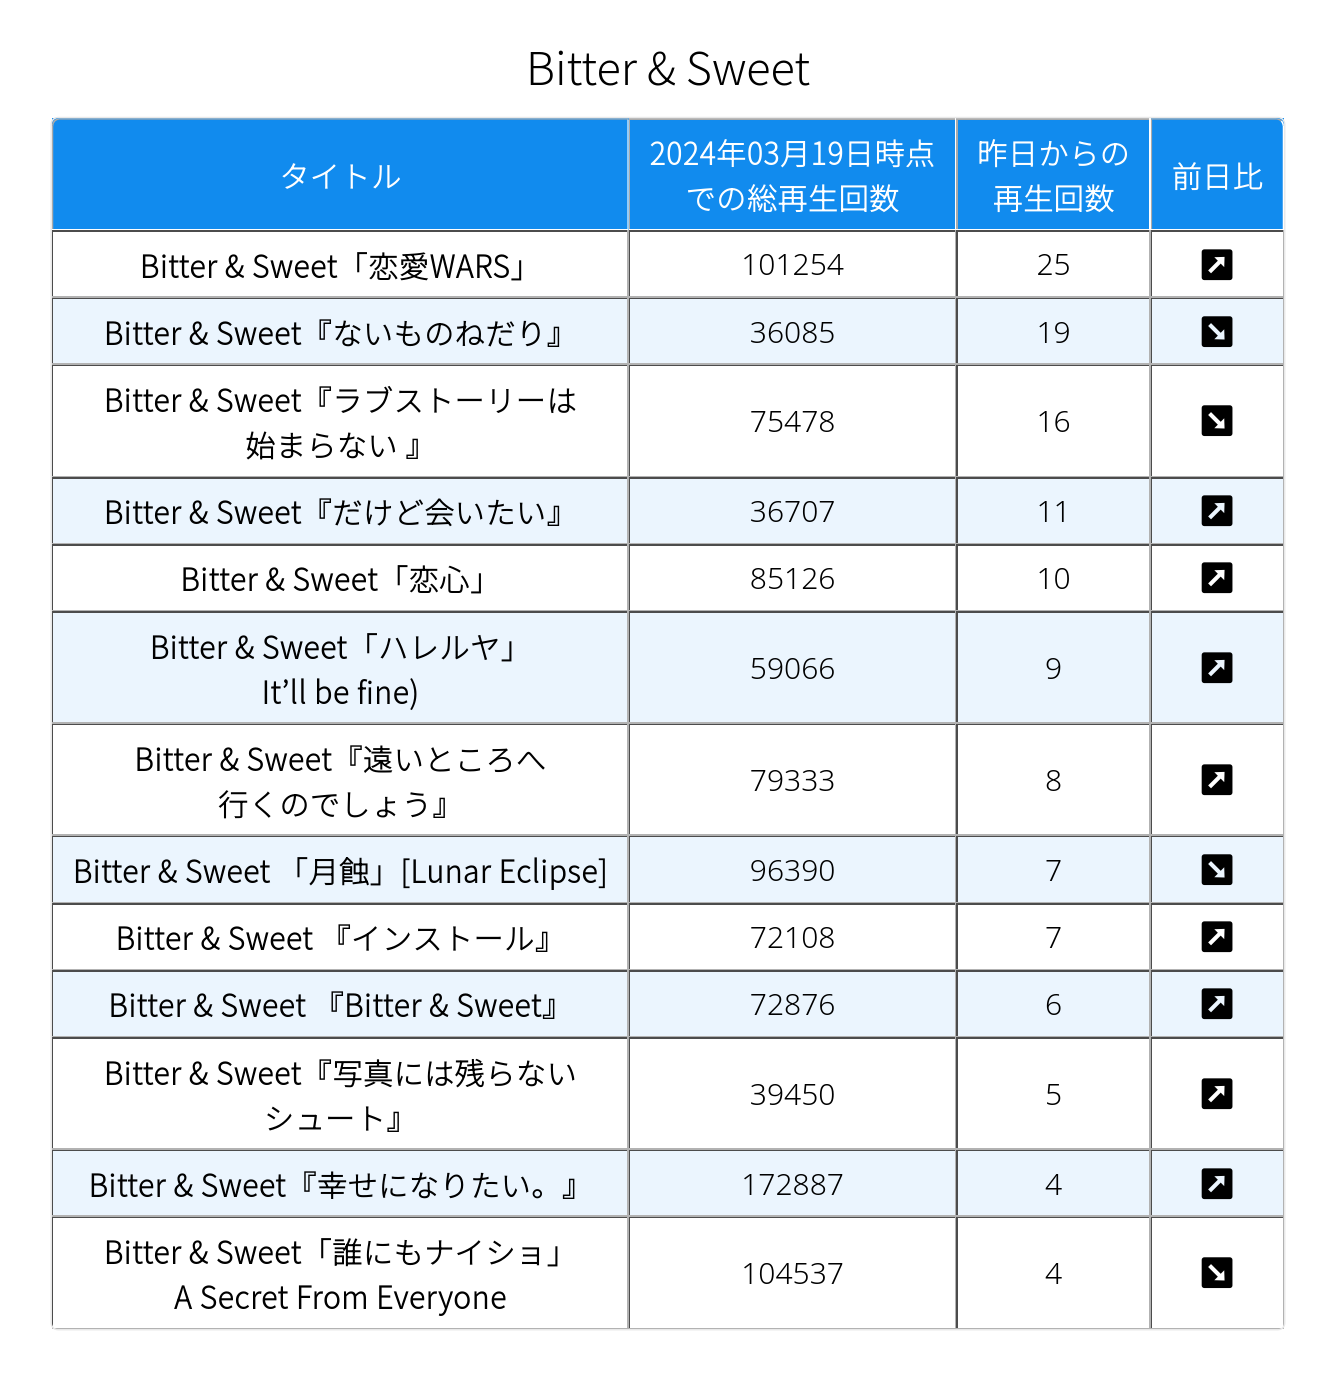 Bitter & Sweet
タイトル
2024年03月19日時点
での総再生回数
昨日からの
再生回数
前日比
Bitter & Sweet「恋愛WARS」
101254
25
Bitter & Sweet『ないものねだり』
36085
19
Bitter & Sweet『ラブストーリーは
始まらない 』
75478
16
Bitter & Sweet『だけど会いたい』
36707
11
Bitter & Sweet「恋心」
85126
10
Bitter & Sweet「ハレルヤ」
It’ll be fine)
59066
9
Bitter & Sweet『遠いところへ
行くのでしょう』
79333
8
Bitter & Sweet 「月蝕」[Lunar Eclipse]
96390
7
Bitter & Sweet 『インストール』
72108
7
Bitter & Sweet 『Bitter & Sweet』
72876
6
Bitter & Sweet『写真には残らない
シュート』
39450
5
Bitter & Sweet『幸せになりたい。』
172887
4
Bitter & Sweet「誰にもナイショ」
A Secret From Everyone
104537
4